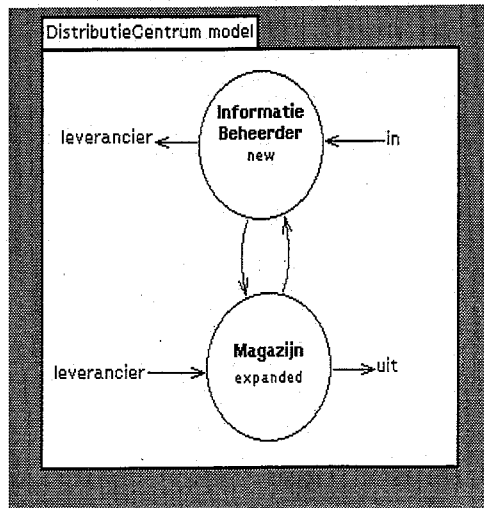 DistributieCentrum model
Informatie
Beheerder
new
leverancier
in
Magazijn
expanded
leverancier
uit